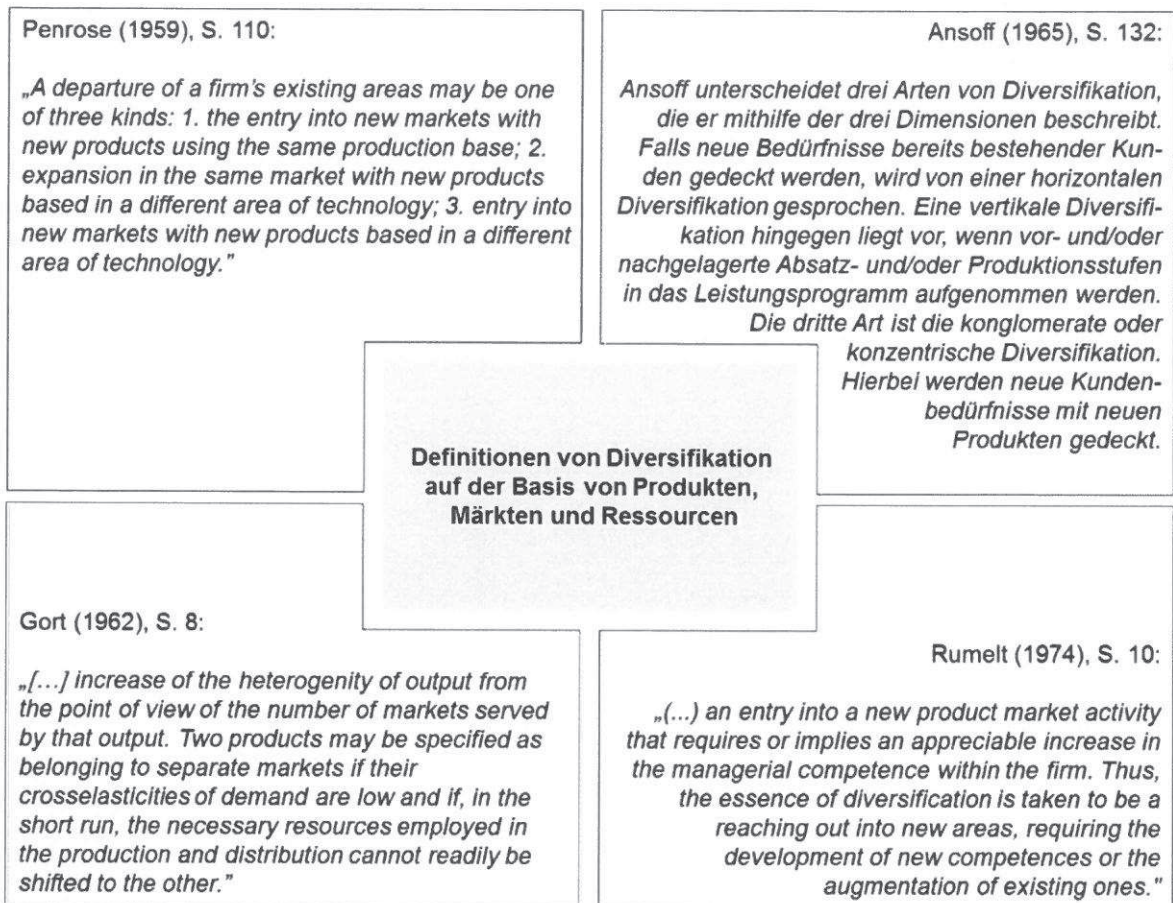 Penrose (1959), S. 110:
„A departure of a firm's existing areas may be one
of three kinds: 1. the entry into new markets with
new products using the same production base; 2.
expansion in the same market with new products
based in a different area of technology; 3. entry into
new markets with new products based in a different
area of technology."
Ansoff (1965), S. 132:
Ansoff unterscheidet drei Arten von Diversifikation,
die er mithilfe der drei Dimensionen beschreibt.
Falls neue Bedürfnisse bereits bestehender Kun-
den gedeckt werden, wird von einer horizontalen
Diversifikation gesprochen. Eine vertikale Diversifi-
kation hingegen liegt vor, wenn vor- und/oder
nachgelagerte Absatz- und/oder Produktionsstufen
in das Leistungsprogramm aufgenommen werden.
Die dritte Art ist die konglomerate oder
konzentrische Diversifikation.
Hierbei werden neue Kunden-
bedürfnisse mit neuen
Produkten gedeckt.
Definitionen von Diversifikation
auf der Basis von Produkten,
Märkten und Ressourcen
Gort (1962), S. 8:
„[…] increase of the heterogenity of output from
the point of view of the number of markets served
by that output. Two products may be specified as
belonging to separate markets if their
crosselasticities of demand are low and if, in the
short run, the necessary resources employed in
the production and distribution cannot readily be
shifted to the other."
Rumelt (1974), S. 10:
„(...) an entry into a new product market activity
that requires or implies an appreciable increase in
the managerial competence within the firm. Thus,
the essence of diversification is taken to be a
reaching out into new areas, requiring the
development of new competences or the
augmentation of existing ones."